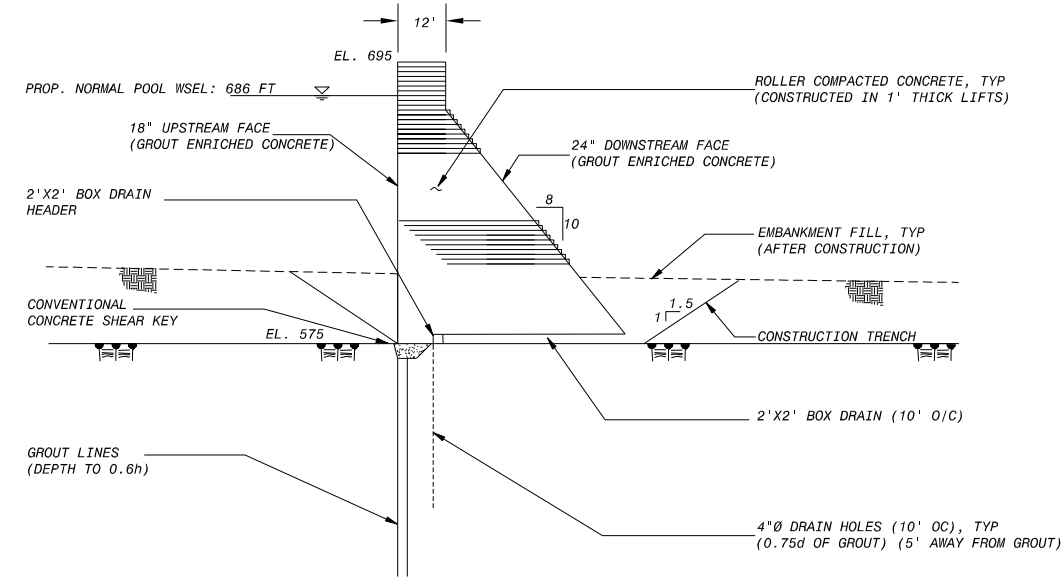 12'
EL. 695
PROP. NORMAL POOL WSEL: 686 FT
ROLLER COMPACTED CONCRETE, TYP
(CONSTRUCTED IN 1' THICK LIFTS)
18" UPSTREAM FACE
(GROUT ENRICHED CONCRETE)
24" DOWNSTREAM FACE
(GROUT ENRICHED CONCRETE)
2'X2' BOX DRAIN
HEADER
8
10
EMBANKMENT FILL, TYP
(AFTER CONSTRUCTION)
CONVENTIONAL
CONCRETE SHEAR KEY
EL. 575
1.5
1
CONSTRUCTION TRENCH
2'X2' BOX DRAIN (10' O/C)
GROUT LINES
(DEPTH TO 0.6h)
4"Ø DRAIN HOLES (10' OC), TYP
(0.75d OF GROUT) (5' AWAY FROM GROUT)